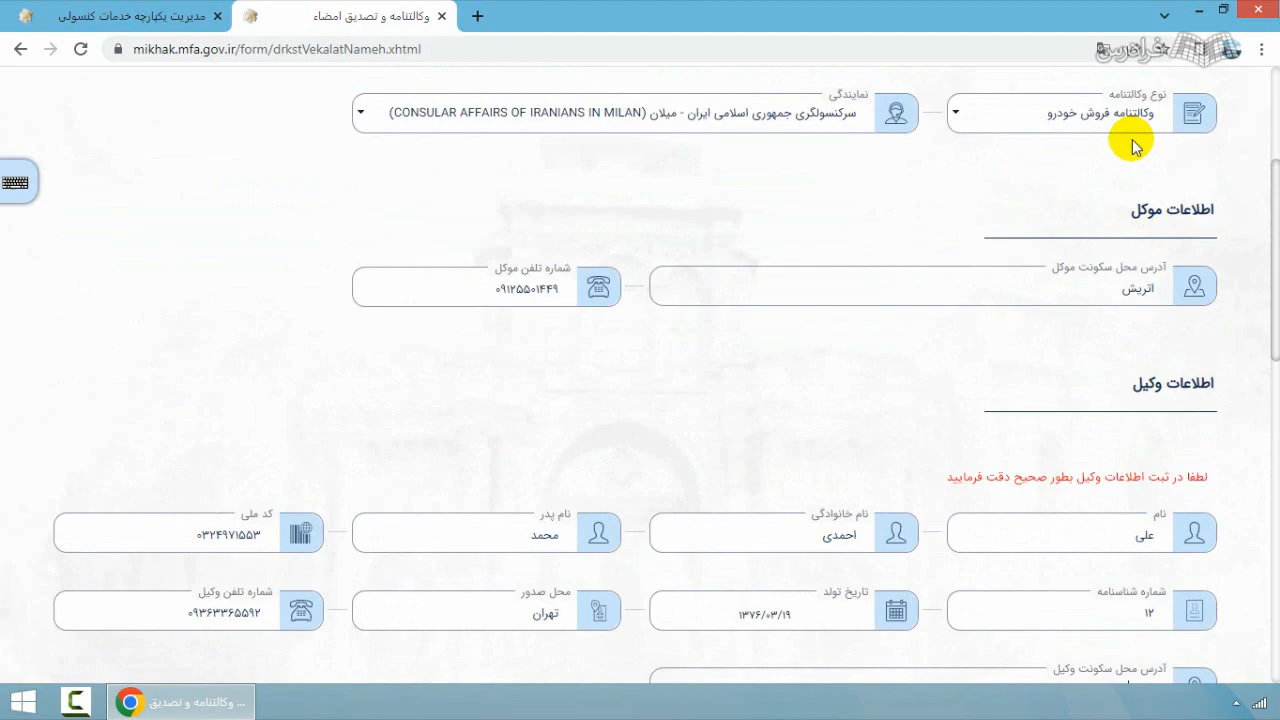 مدیریت یکپارچه خدمات کنسولی
وکالتنامه و تصدیق امضاء
mikhak.mfa.gov.ir/form/drkstVekalatNameh.xhtml
فرادرس
نوع وکالتنامه
وکالتنامه فروش خودرو
نمایندگی
سرکنسولگری جمهوری اسلامی ایران - میلان (CONSULAR AFFAIRS OF IRANIANS IN MILAN)
اطلاعات موکل
آدرس محل سکونت موکل
اتریش
شماره تلفن موکل
۰۹۱۲۵۵۰۱۴۴۹
اطلاعات وکیل
لطفا در ثبت اطلاعات وکیل بطور صحیح دقت فرمایید
نام
علی
نام خانوادگی
احمدی
نام پدر
محمد
کد ملی
۰۳۲۴۹۷۱۵۵۳
شماره شناسنامه
۱۲
تاریخ تولد
۱۳۷۶/۰۳/۱۹
محل صدور
تهران
شماره تلفن وکیل
۰۹۳۶۳۳۶۵۵۹۲
آدرس محل سکونت وکیل
وکالتنامه و تصدیق ...